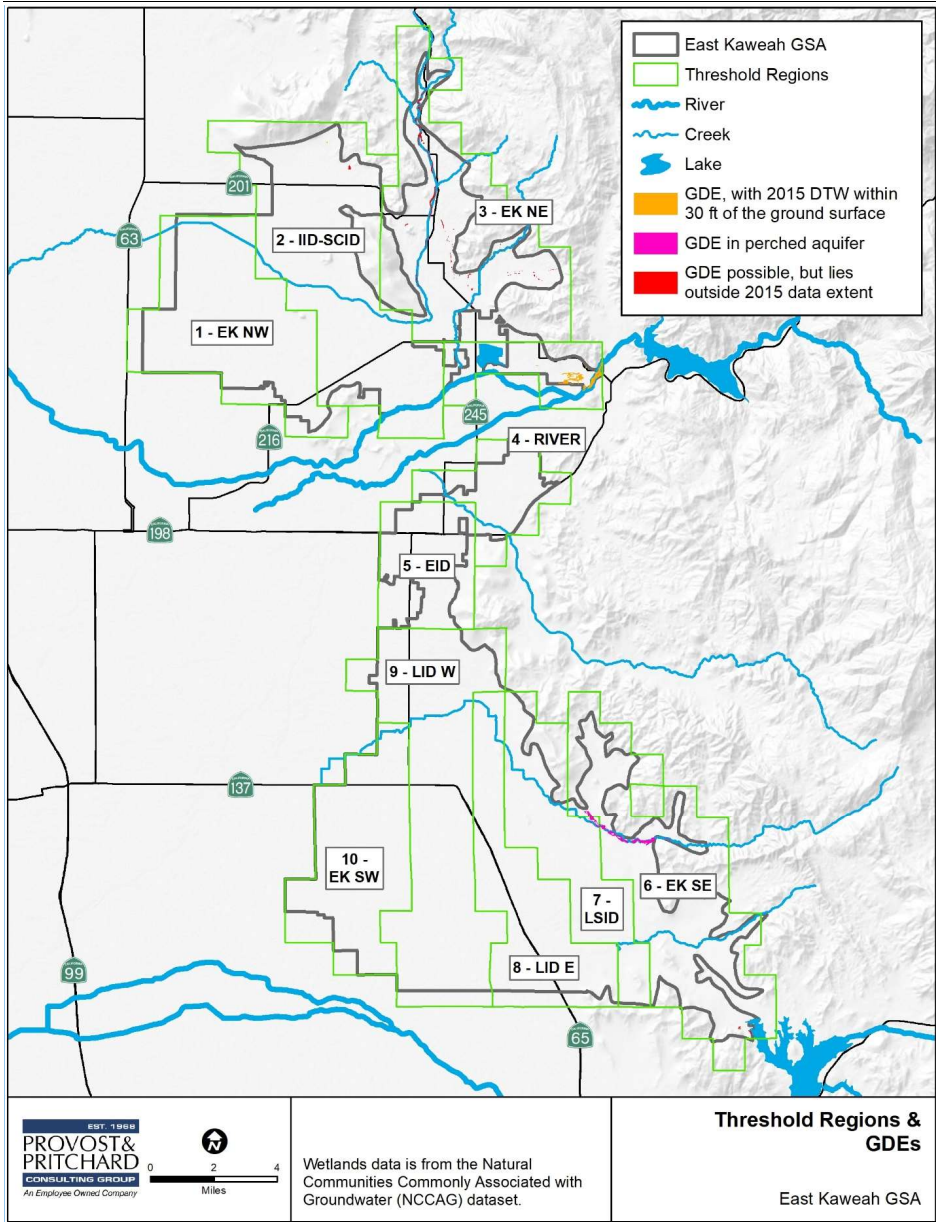 East Kaweah GSA
Threshold Regions
River
Creek
Lake
GDE, with 2015 DTW within
30 ft of the ground surface
GDE in perched aquifer
GDE possible, but lies
outside 2015 data extent
201
63
2 - IID-SCID
3 - EK NE
1 - EK NW
245
216
4 - RIVER
198
5 - EID
9 - LID W
137
10 -
EK SW
6 - EK SE
7 -
LSID
8 - LID E
99
65
EST. 1968
PROVOST&
PRITCHARD
CONSULTING GROUP
An Employee Owned Company
N
0 2 4
Miles
Wetlands data is from the Natural
Communities Commonly Associated with
Groundwater (NCCAG) dataset.
Threshold Regions &
GDEs
East Kaweah GSA